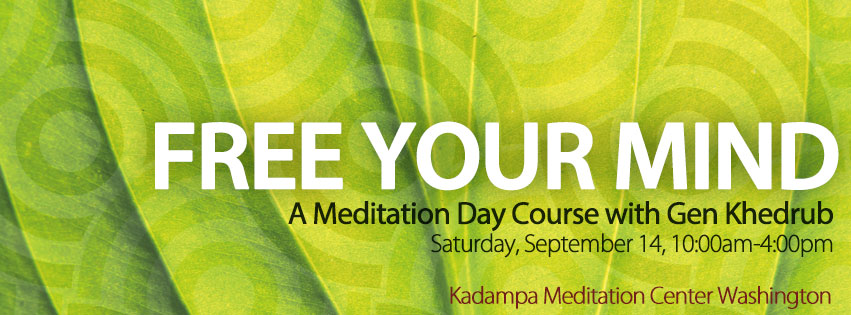 FREE YOUR MIND
A Meditation Day Course with Gen Khedrub
Saturday, September 14, 10:00am-4:00pm
Kadampa Meditation Center Washington